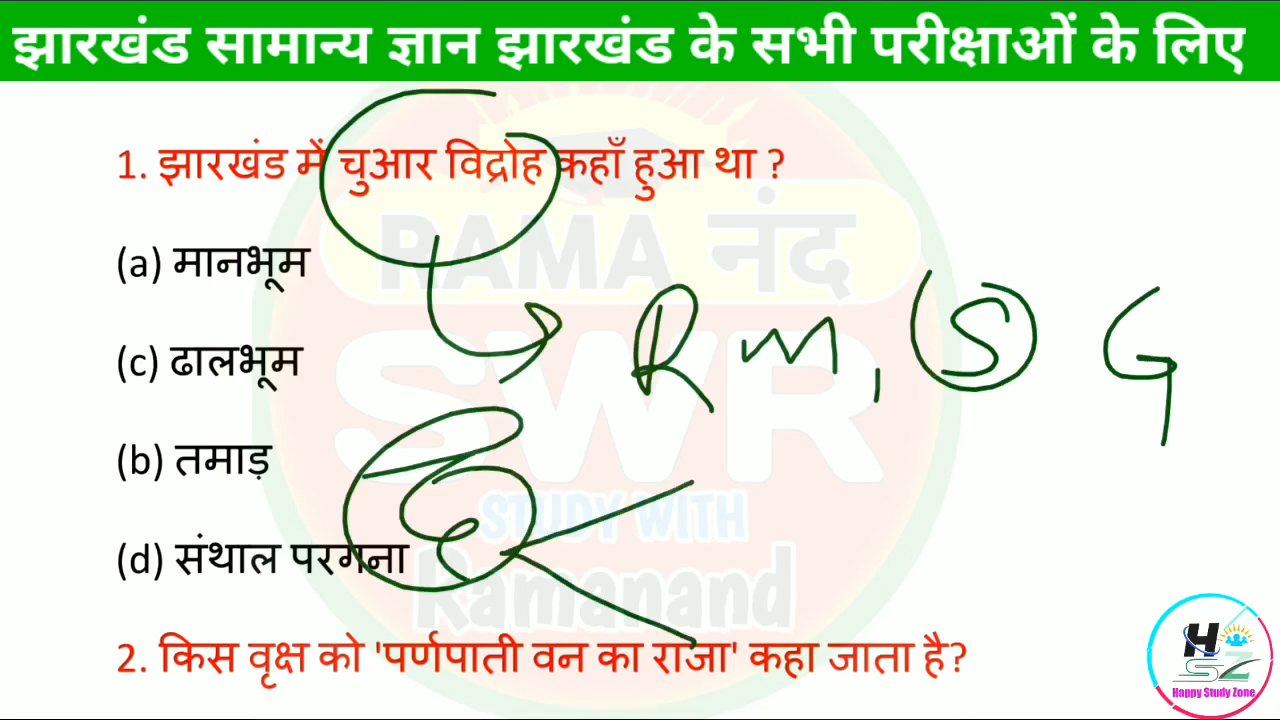 झारखंड सामान्य ज्ञान झारखंड के सभी परीक्षाओं के लिए
1. झारखंड में चुआर विद्रोह कहाँ हुआ था ?
(a) मानभूम
RAMA नंद
R m, S G
(c) ढालभूम
SWR
(b) तमाड़
STUDY WITH
(d) संथाल परगना
Ramanand
2. किस वृक्ष को 'पर्णपाती वन का राजा' कहा जाता है?
HSZ
Happy Study Zone